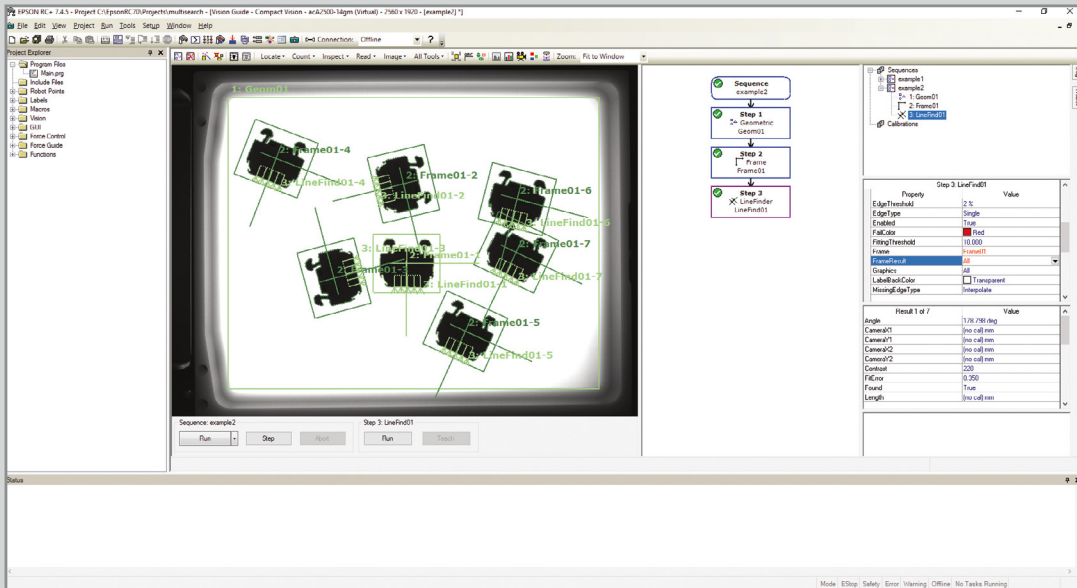 EPSON RC+ 7.4.5 - Project C:\EpsonRC70\Projects\multisearch - [Vision Guide - Compact Vision - acA2500-14gm (Virtual) - 2560 x 1920 - [example2] *]
File Edit View Project Run Tools Setup Window Help
Connection: Offline
Project Explorer
Program Files
Main.prg
Include Files
Robot Points
Labels
Macros
Vision
GUI
Force Control
Force Guide
Functions
Locate Count Inspect Read Image All Tools Zoom: Fit to Window
1: Geom01
2: Frame01-4
3: LineFind01-4
2: Frame01-2
3: LineFind01-2
2: Frame01-6
3: LineFind01-6
3: LineFind01-3
2: Frame01-1
2: Frame01-3
3: LineFind01-1
2: Frame01-7
3: LineFind01-7
2: Frame01-5
3: LineFind01-5
Sequence: example2
Run Step Abort
Step 3: LineFind01
Run Teach
Sequence
example2
Step 1
Geometric
Geom01
Step 2
Frame
Frame01
Step 3
LineFinder
LineFind01
Sequences
example1
example2
1: Geom01
2: Frame01
3: LineFind01
Calibrations
Step 3: LineFind01
Property Value
EdgeThreshold 2 %
EdgeType Single
Enabled True
FailColor Red
FittingThreshold 10.000
Frame Frame01
FrameResult All
Graphics All
LabelBackColor Transparent
MissingEdgeType Interpolate
Result 1 of 7 Value
Angle 178.798 deg
CameraX1 (no cal) mm
CameraY1 (no cal) mm
CameraX2 (no cal) mm
CameraY2 (no cal) mm
Contrast 220
FitError 0.350
Found True
Length (no cal) mm
Status
Mode EStop Safety Error Warning Offline No Tasks Running